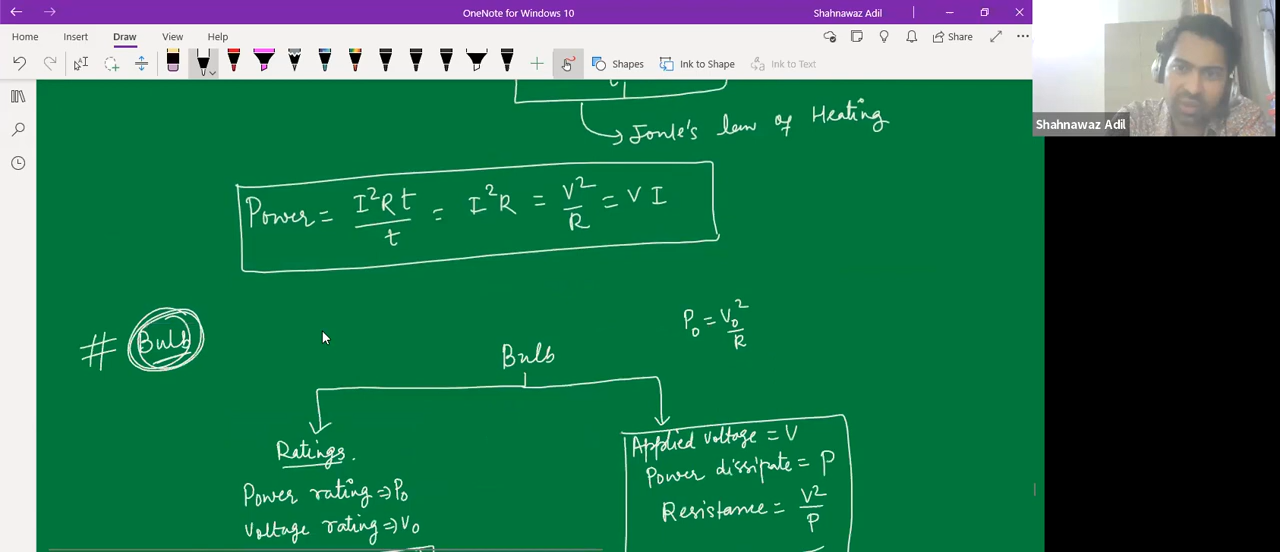 OneNote for Windows 10
Shahnawaz Adil
Home Insert Draw View Help
Share
Shapes Ink to Shape Ink to Text
Shahnawaz Adil
t
Joule's law of Heating
Power = I²Rt/t = I²R = V²/R = V I
P₀ = V₀²/R
# Bulb
Bulb
Ratings.
Power rating ⇒ P₀
Voltage rating ⇒ V₀
Applied voltage = V
Power dissipate = P
Resistance = V²/P